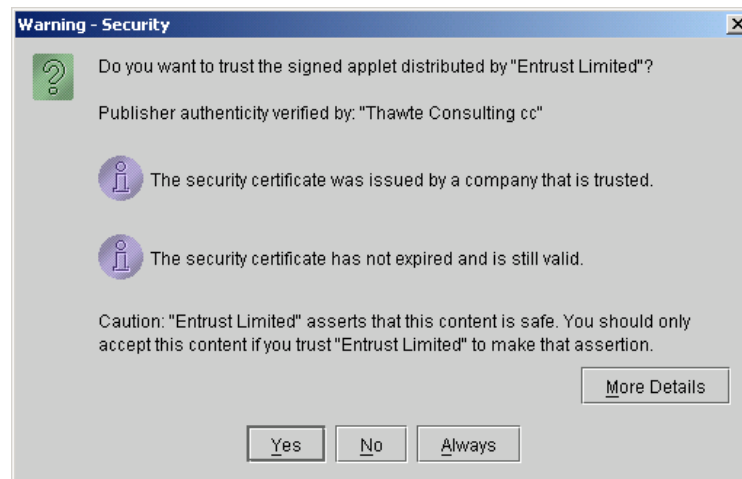 Warning - Security
Do you want to trust the signed applet distributed by "Entrust Limited"?
Publisher authenticity verified by: "Thawte Consulting cc"
The security certificate was issued by a company that is trusted.
The security certificate has not expired and is still valid.
Caution: "Entrust Limited" asserts that this content is safe. You should only
accept this content if you trust "Entrust Limited" to make that assertion.
More Details
Yes No Always